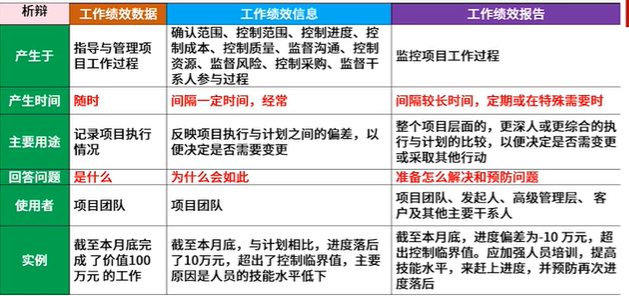 析辩
工作绩效数据
工作绩效信息
工作绩效报告
产生于
指导与管理项
目工作过程
确认范围、控制范围、控制进度、控
制成本、控制质量、监督沟通、控制
资源、监督风险、控制采购、监督干
系人参与过程
监控项目工作过程
产生时间
随时
间隔一定时间，经常
间隔较长时间，定期或在特殊需要时
主要用途
记录项目执行
情况
反映项目执行与计划之间的偏差，以
便决定是否需要变更
整个项目层面的，更深人或更综合的执
行与计划的比较，以便决定是否需变更
或采取其他行动
回答问题
是什么
为什么会如此
准备怎么解决和预防问题
使用者
项目团队
项目团队
项目团队、发起人、高级管理层、 客
户及其他主要干系人
实例
截至本月底完
成 了价值100
万元 的工作
截至本月底，与计划相比，进度落后
了10万元，超出了控制临界值，主要
原因是人员的技能水平低下
截至本月底，进度偏差为-10 万元，超
出控制临界值。应加强人员培训，提高
技能水平，来赶上进度，并预防再次进
度落后